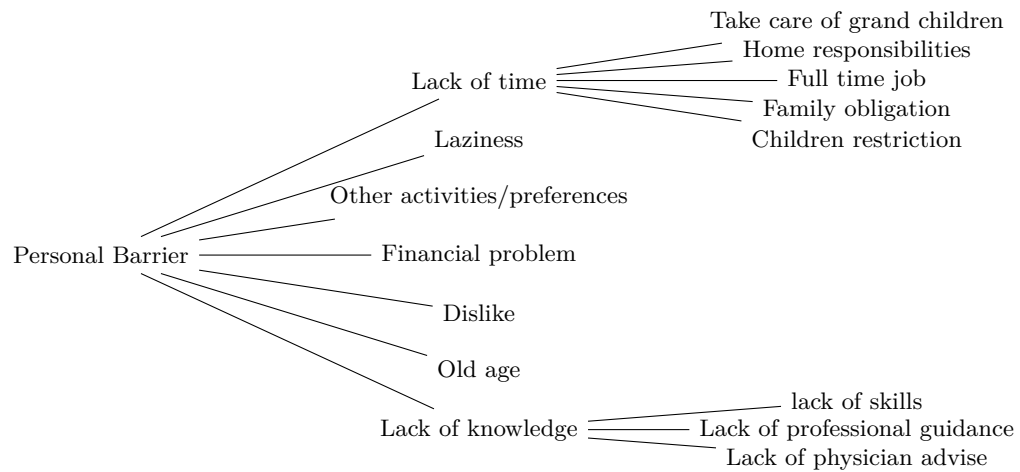 Take care of grand children
Home responsibilities
Lack of time
Full time job
Family obligation
Children restriction
Laziness
Other activities/preferences
Personal Barrier
Financial problem
Dislike
Old age
lack of skills
Lack of knowledge
Lack of professional guidance
Lack of physician advise